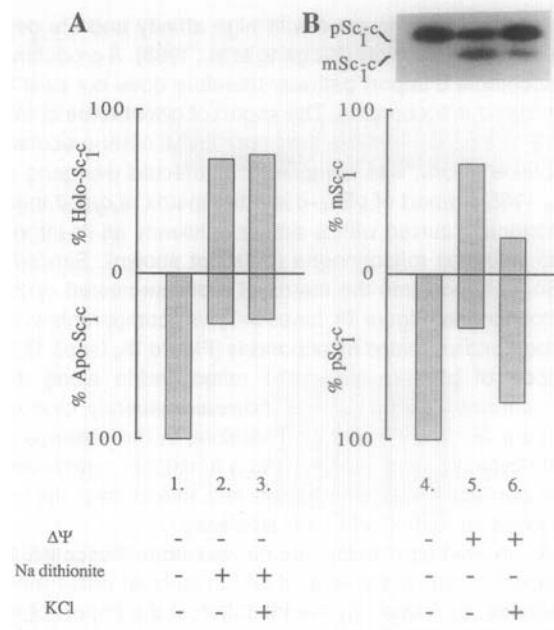 A
B
pSc₁-c
mSc₁-c
100
% Holo-Sc₁-c
0
% Apo-Sc₁-c
100
100
% mSc₁-c
0
% pSc₁-c
100
1. 2. 3. 4. 5. 6.
ΔΨ - - - - + +
Na dithionite - + + - - -
KCl - - + - - +